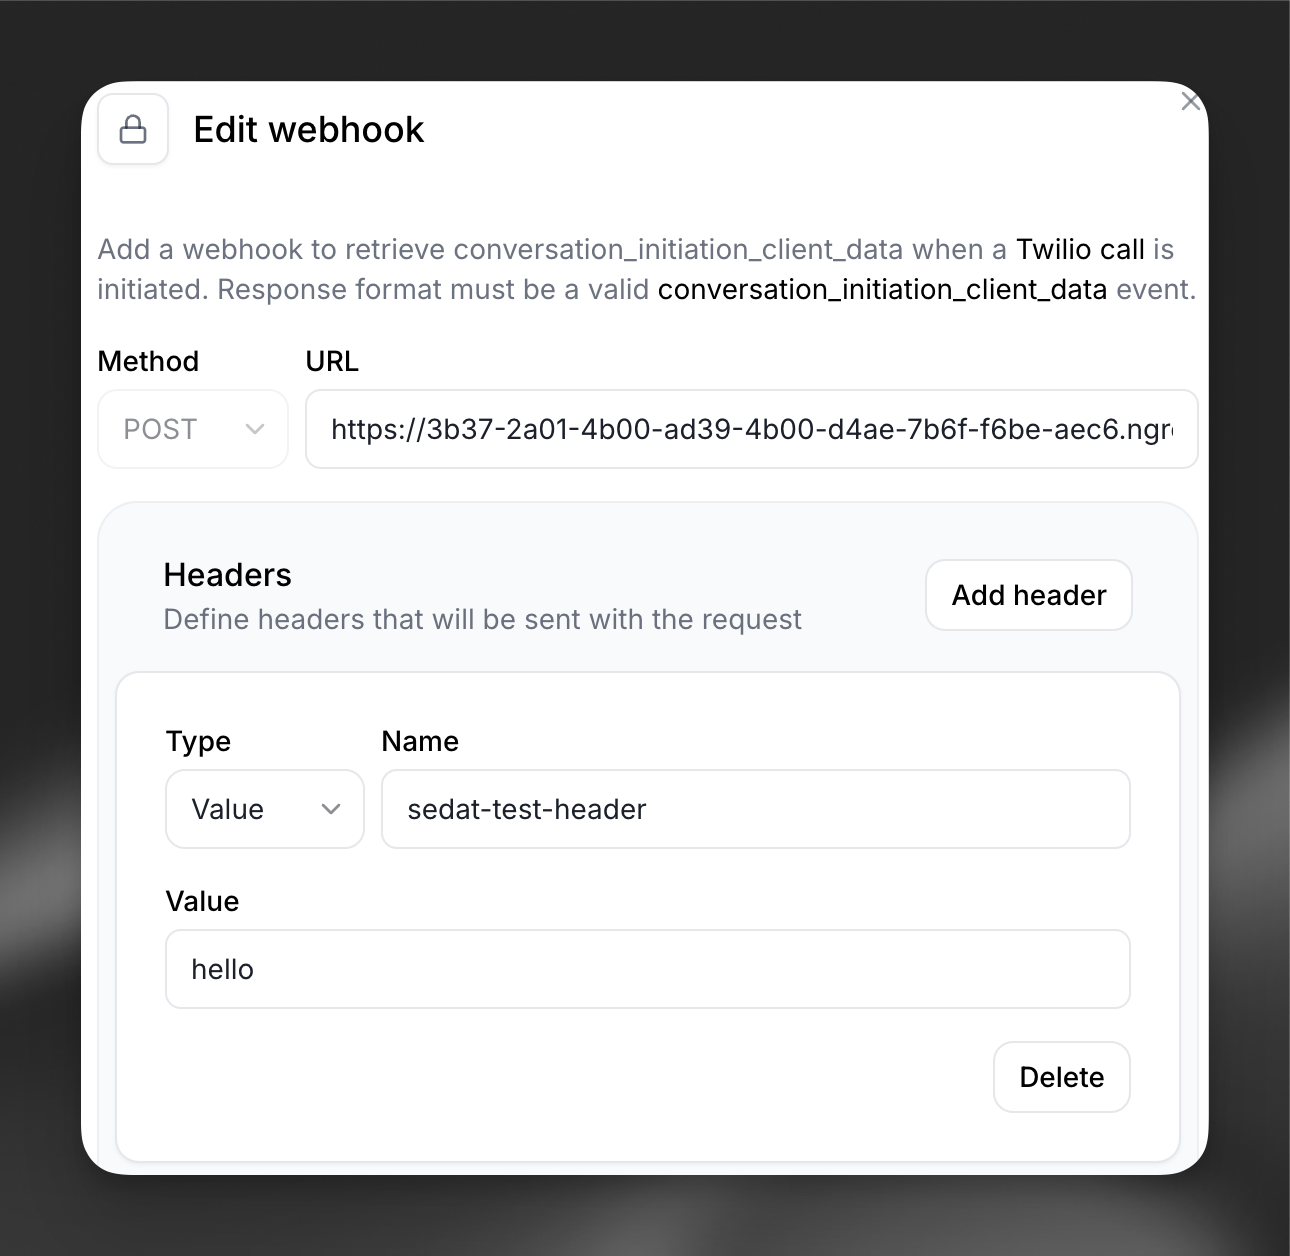 Edit webhook
Add a webhook to retrieve conversation_initiation_client_data when a Twilio call is
initiated. Response format must be a valid conversation_initiation_client_data event.
Method
URL
POST
https://3b37-2a01-4b00-ad39-4b00-d4ae-7b6f-f6be-aec6.ngr
Headers
Define headers that will be sent with the request
Add header
Type
Name
Value
sedat-test-header
Value
hello
Delete